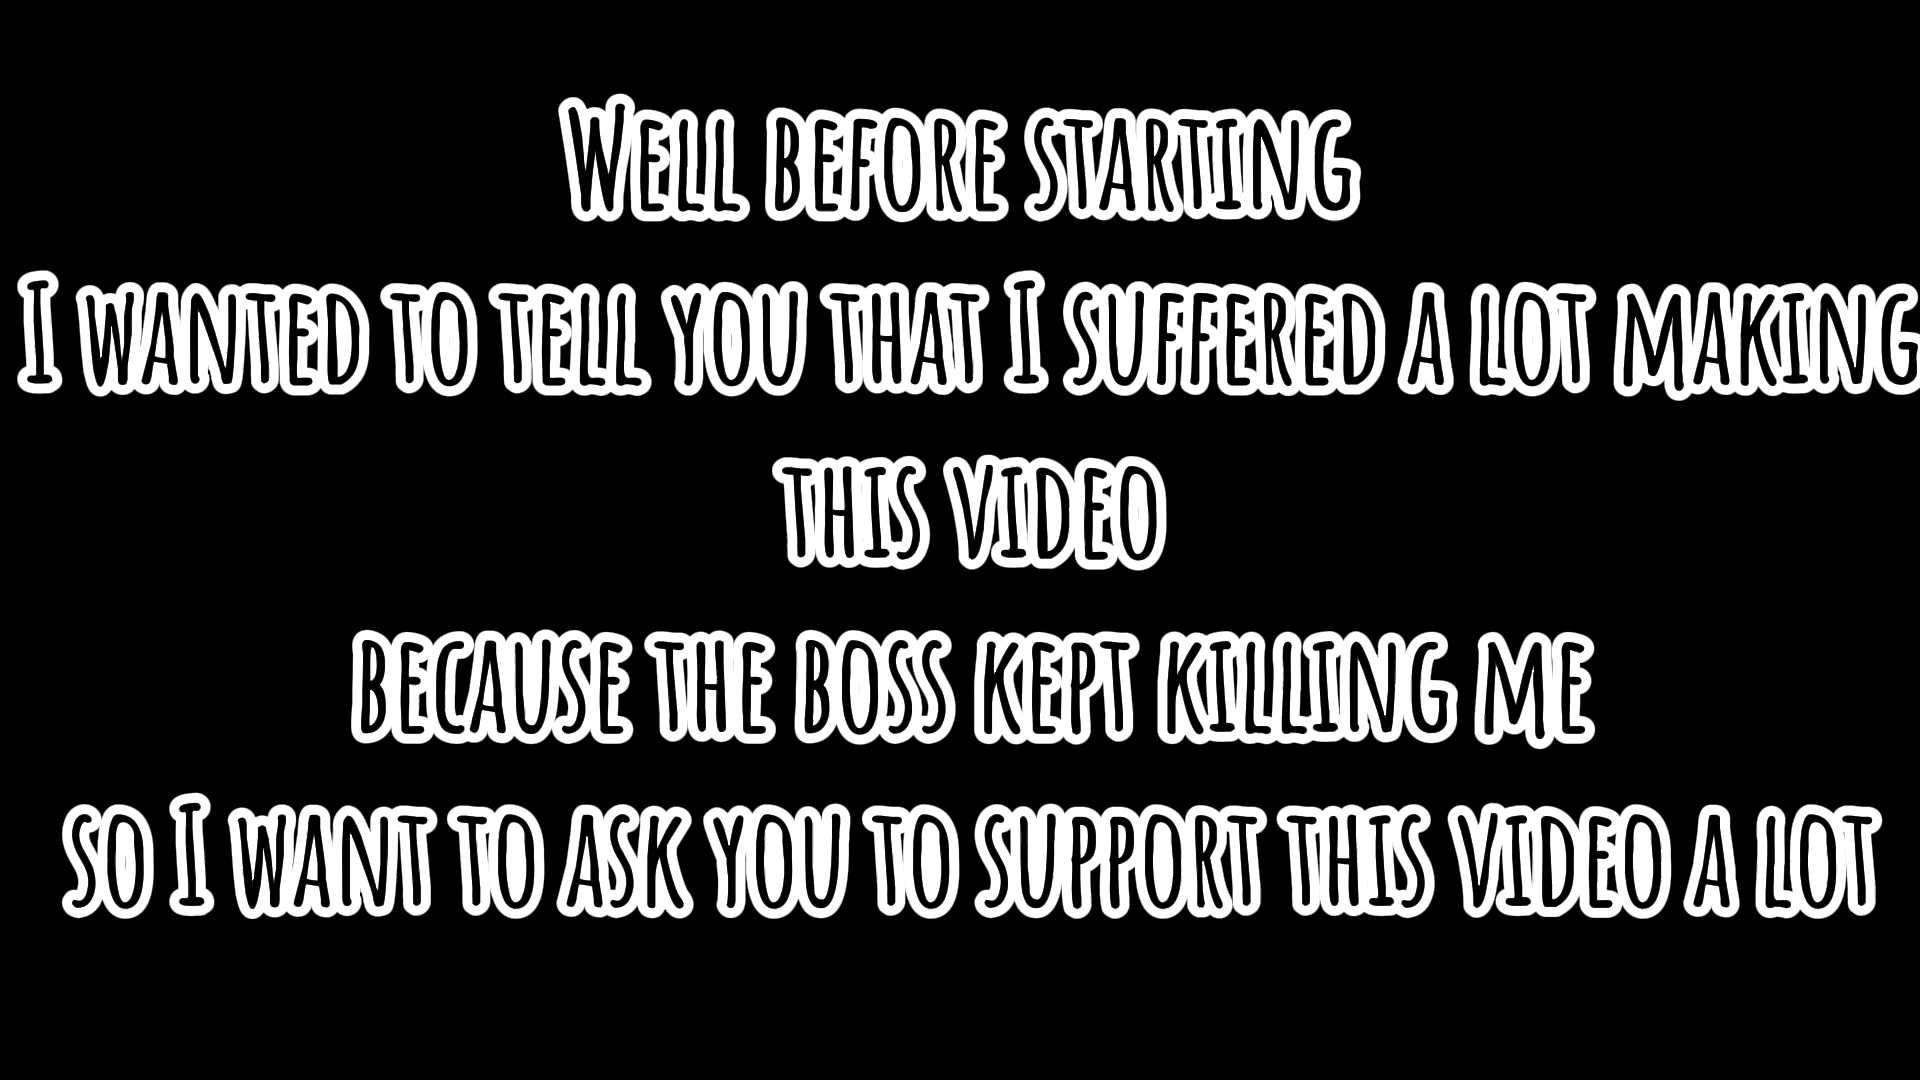 Well before starting
I wanted to tell you that I suffered a lot making
this video
because the boss kept killing me
so I want to ask you to support this video a lot